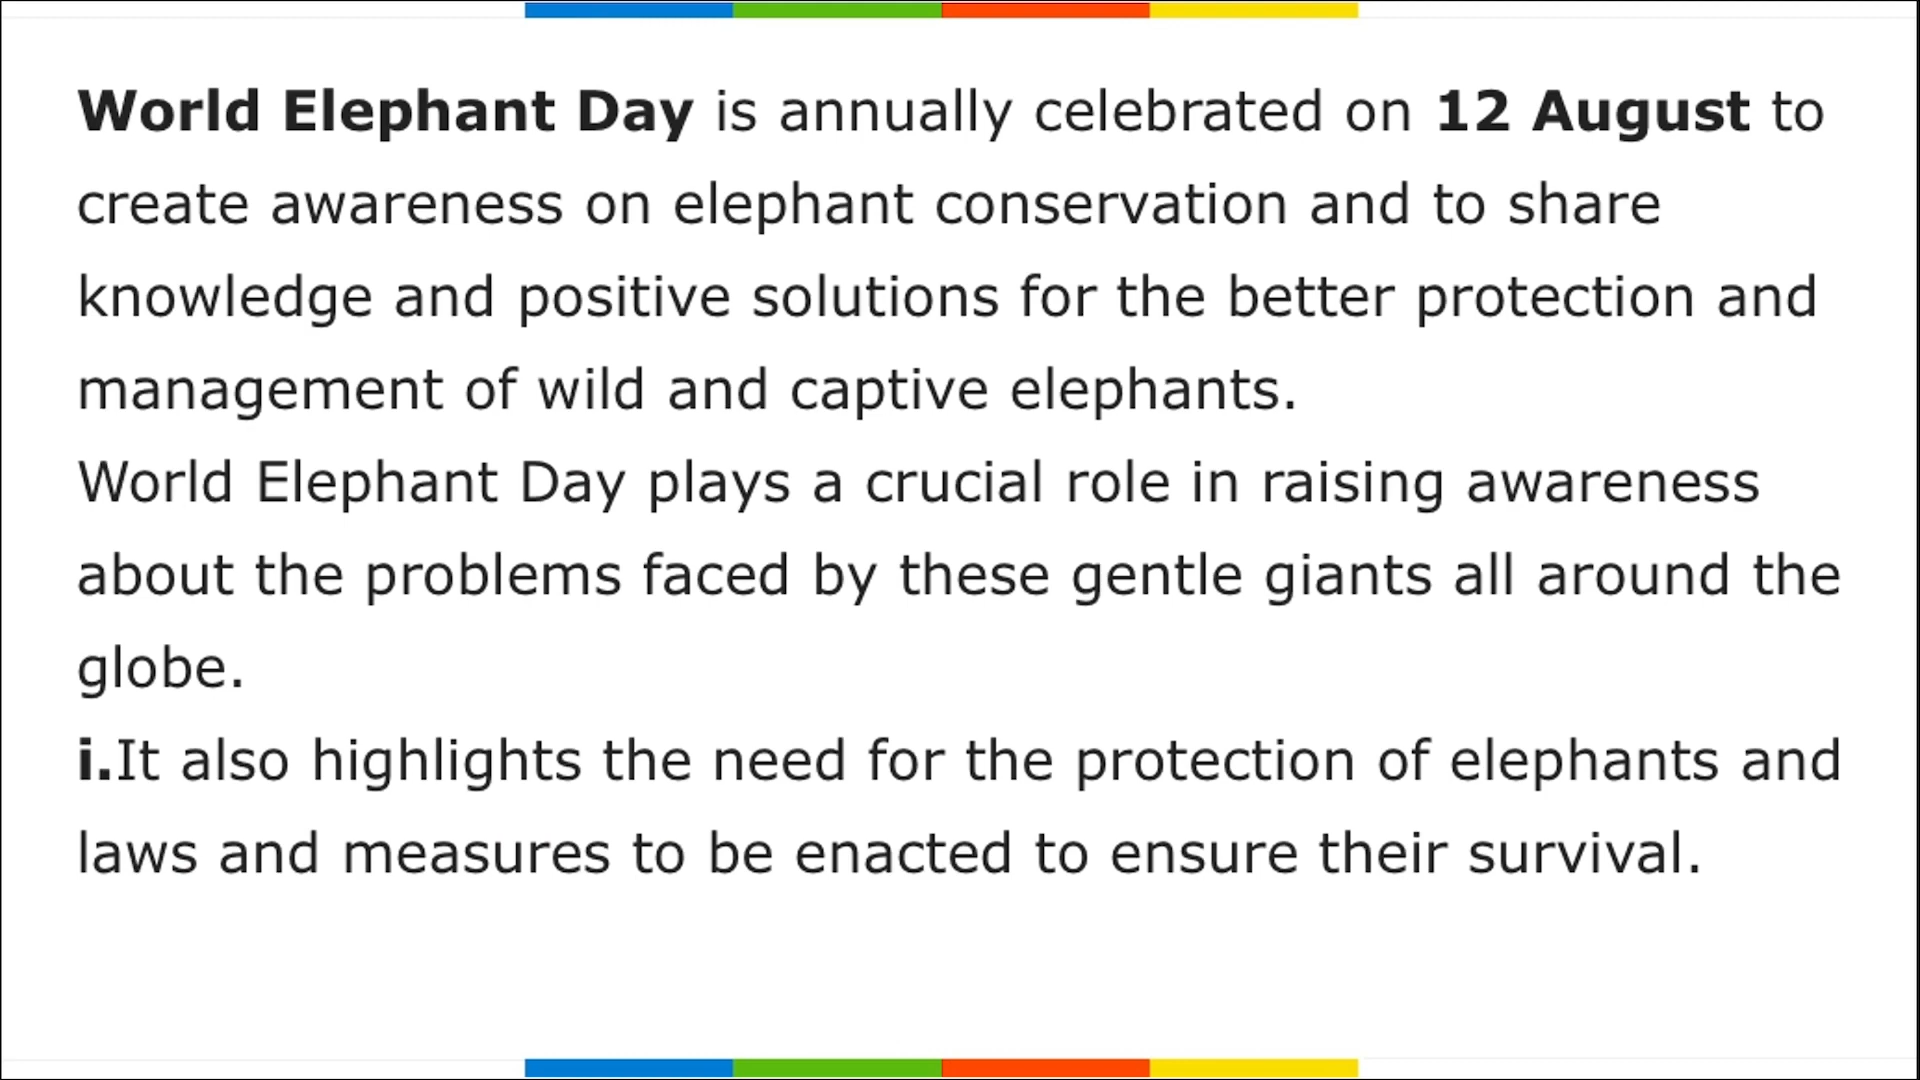 World Elephant Day is annually celebrated on 12 August to
create awareness on elephant conservation and to share
knowledge and positive solutions for the better protection and
management of wild and captive elephants.
World Elephant Day plays a crucial role in raising awareness
about the problems faced by these gentle giants all around the
globe.
i.It also highlights the need for the protection of elephants and
laws and measures to be enacted to ensure their survival.